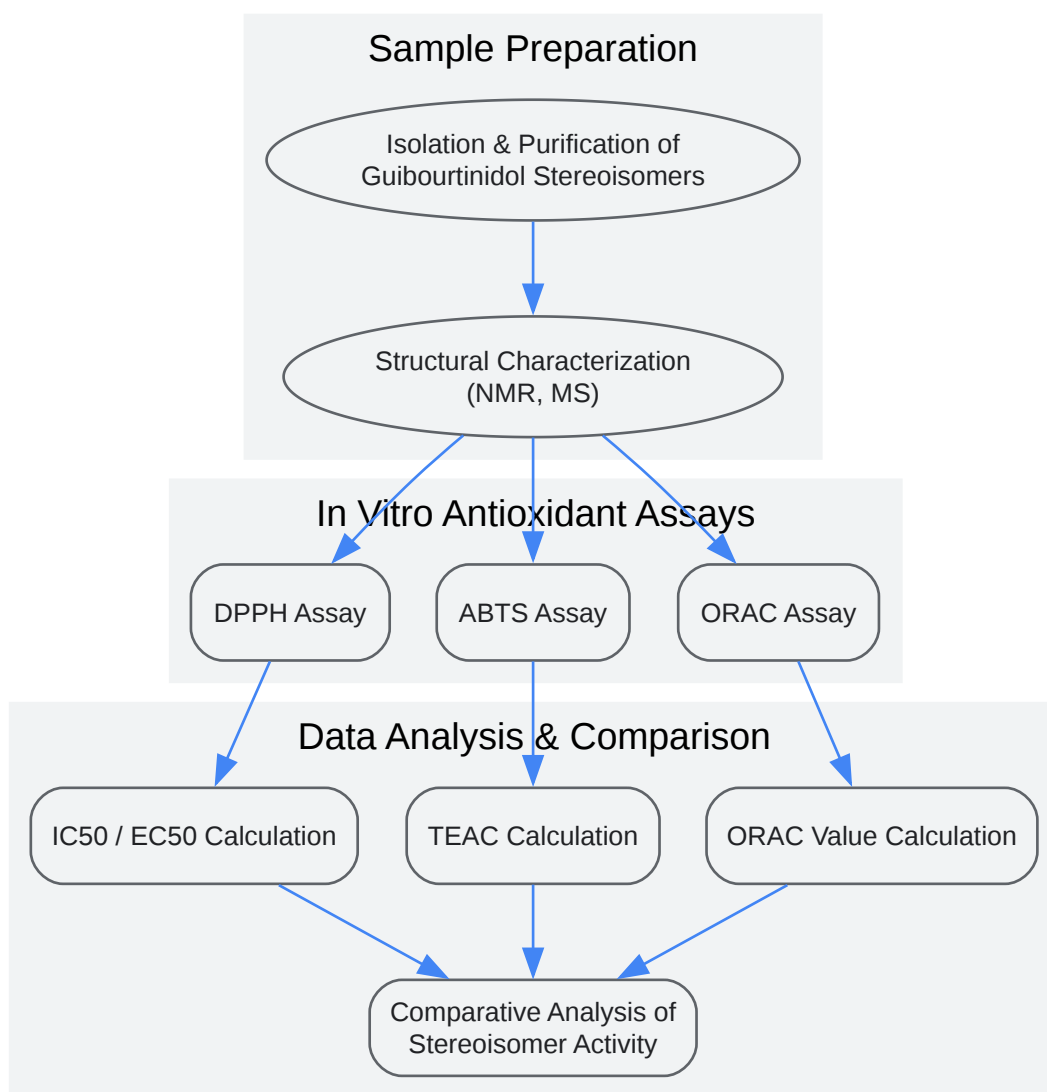 Sample Preparation
Isolation & Purification of
Guibourtinidol Stereoisomers
Structural Characterization
(NMR, MS)
In Vitro Antioxidant Assays
DPPH Assay
ABTS Assay
ORAC Assay
Data Analysis & Comparison
IC50 / EC50 Calculation
TEAC Calculation
ORAC Value Calculation
Comparative Analysis of
Stereoisomer Activity